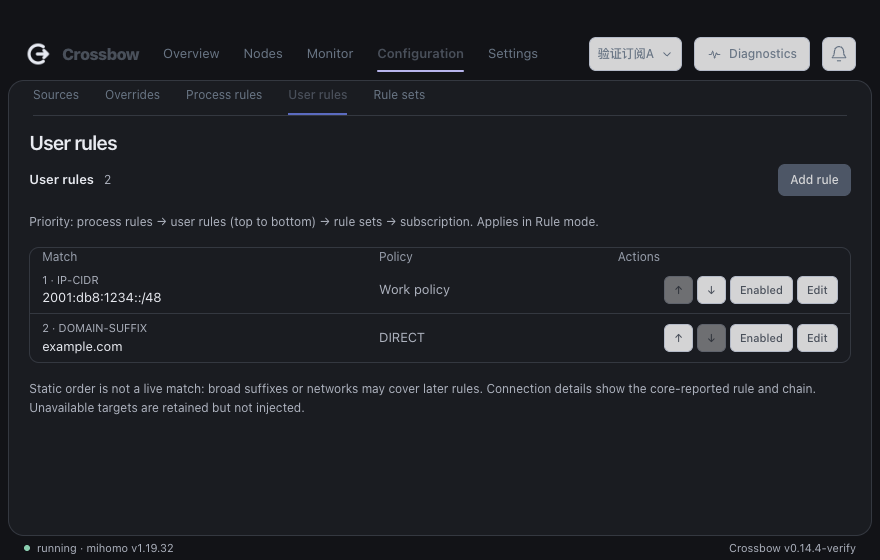 Crossbow Overview Nodes Monitor Configuration Settings 验证订阅A Diagnostics
Sources Overrides Process rules User rules Rule sets
User rules
User rules 2 Add rule
Priority: process rules → user rules (top to bottom) → rule sets → subscription. Applies in Rule mode.
Match Policy Actions
1 · IP-CIDR
2001:db8:1234::/48 Work policy ↑ ↓ Enabled Edit
2 · DOMAIN-SUFFIX
example.com DIRECT ↑ ↓ Enabled Edit
Static order is not a live match: broad suffixes or networks may cover later rules. Connection details show the core-reported rule and chain.
Unavailable targets are retained but not injected.
running · mihomo v1.19.32 Crossbow v0.14.4-verify